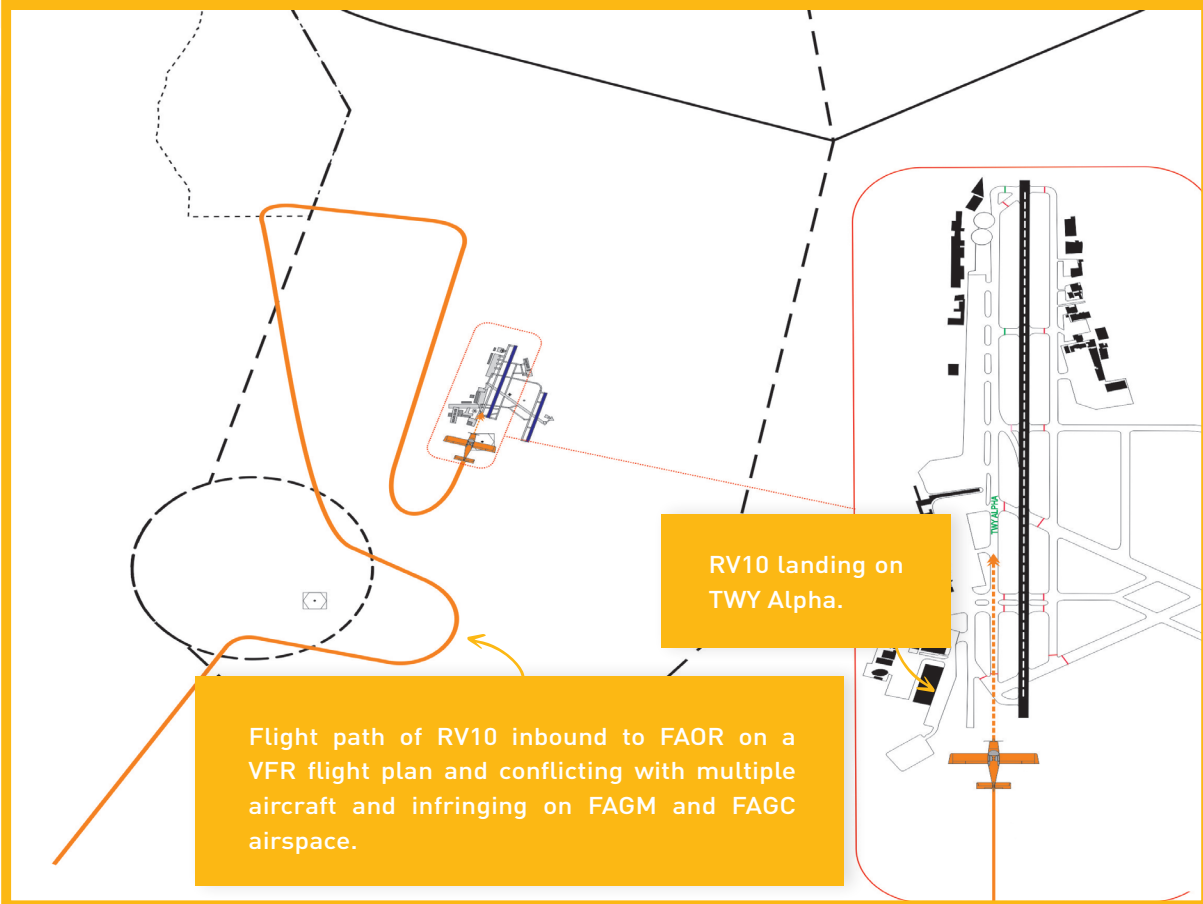 TWY ALPHA
RV10 landing on
TWY Alpha.
Flight path of RV10 inbound to FAOR on a
VFR flight plan and conflicting with multiple
aircraft and infringing on FAGM and FAGC
airspace.